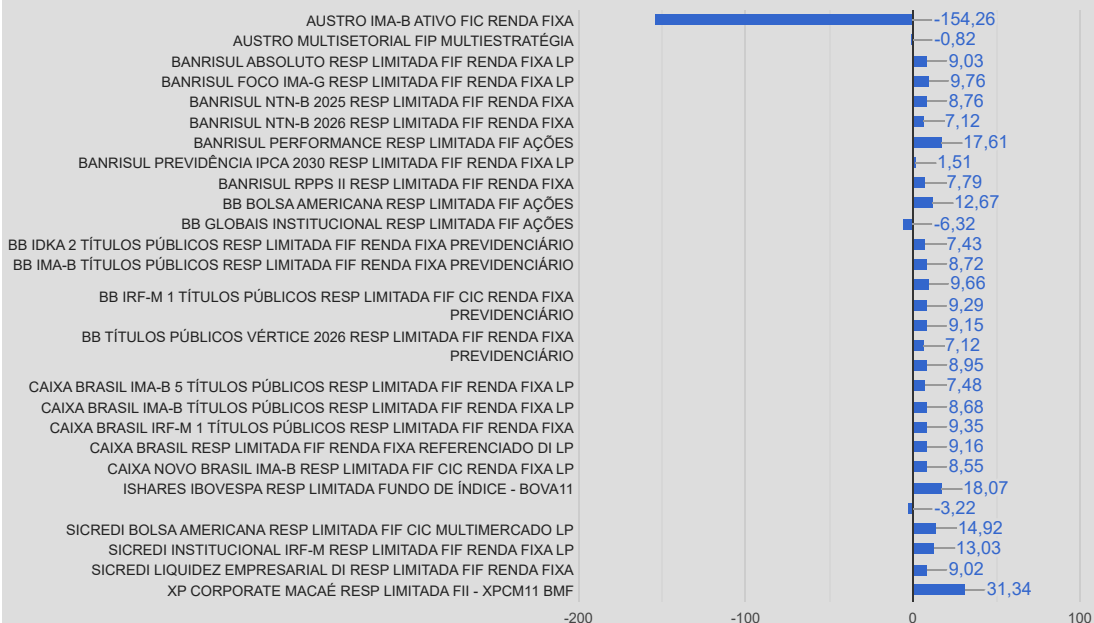 AUSTRO IMA-B ATIVO FIC RENDA FIXA -154,26
AUSTRO MULTISETORIAL FIP MULTIESTRATÉGIA -0,82
BANRISUL ABSOLUTO RESP LIMITADA FIF RENDA FIXA LP 9,03
BANRISUL FOCO IMA-G RESP LIMITADA FIF RENDA FIXA LP 9,76
BANRISUL NTN-B 2025 RESP LIMITADA FIF RENDA FIXA 8,76
BANRISUL NTN-B 2026 RESP LIMITADA FIF RENDA FIXA 7,12
BANRISUL PERFORMANCE RESP LIMITADA FIF AÇÕES 17,61
BANRISUL PREVIDÊNCIA IPCA 2030 RESP LIMITADA FIF RENDA FIXA LP 1,51
BANRISUL RPPS II RESP LIMITADA FIF RENDA FIXA 7,79
BB BOLSA AMERICANA RESP LIMITADA FIF AÇÕES 12,67
BB GLOBAIS INSTITUCIONAL RESP LIMITADA FIF AÇÕES -6,32
BB IDKA 2 TÍTULOS PÚBLICOS RESP LIMITADA FIF RENDA FIXA PREVIDENCIÁRIO 7,43
BB IMA-B TÍTULOS PÚBLICOS RESP LIMITADA FIF RENDA FIXA PREVIDENCIÁRIO 8,72
9,66
BB IRF-M 1 TÍTULOS PÚBLICOS RESP LIMITADA FIF CIC RENDA FIXA
PREVIDENCIÁRIO 9,29
9,15
BB TÍTULOS PÚBLICOS VÉRTICE 2026 RESP LIMITADA FIF RENDA FIXA
PREVIDENCIÁRIO 7,12
8,95
CAIXA BRASIL IMA-B 5 TÍTULOS PÚBLICOS RESP LIMITADA FIF RENDA FIXA LP 7,48
CAIXA BRASIL IMA-B TÍTULOS PÚBLICOS RESP LIMITADA FIF RENDA FIXA LP 8,68
CAIXA BRASIL IRF-M 1 TÍTULOS PÚBLICOS RESP LIMITADA FIF RENDA FIXA 9,35
CAIXA BRASIL RESP LIMITADA FIF RENDA FIXA REFERENCIADO DI LP 9,16
CAIXA NOVO BRASIL IMA-B RESP LIMITADA FIF CIC RENDA FIXA LP 8,55
ISHARES IBOVESPA RESP LIMITADA FUNDO DE ÍNDICE - BOVA11 18,07
-3,22
SICREDI BOLSA AMERICANA RESP LIMITADA FIF CIC MULTIMERCADO LP 14,92
SICREDI INSTITUCIONAL IRF-M RESP LIMITADA FIF RENDA FIXA LP 13,03
SICREDI LIQUIDEZ EMPRESARIAL DI RESP LIMITADA FIF RENDA FIXA 9,02
XP CORPORATE MACAÉ RESP LIMITADA FII - XPCM11 BMF 31,34
-200 -100 0 100